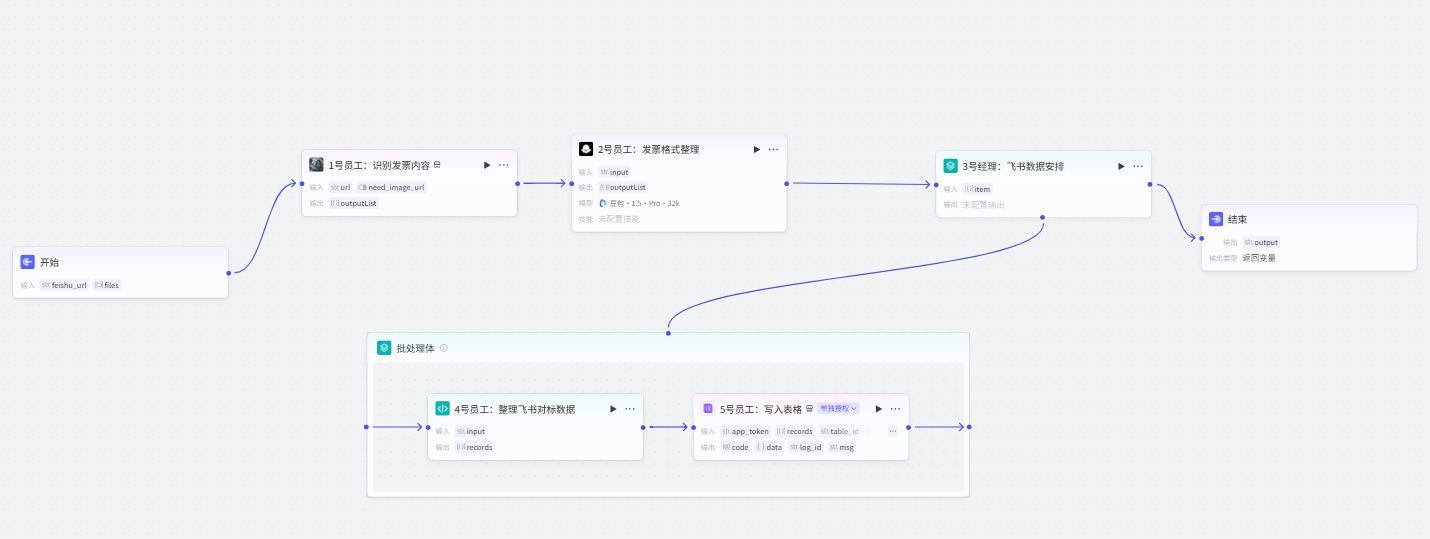 开始
输入 str. feishu_url files
1号员工：识别发票内容
输入 str. url need_image_url
输出 outputList
2号员工：发票格式整理
输入 str. input
输出 outputList
模型 豆包·1.5·Pro·32k
技能 未配置技能
3号经理：飞书数据安排
输入 item
输出 未配置输出
结束
输出 str. output
输出类型 返回变量
批处理体
4号员工：整理飞书对标数据
输入 str. input
输出 records
5号员工：写入表格 单独授权
输入 str. app_token records str. table_id ...
输出 code { } data str. log_id str. msg